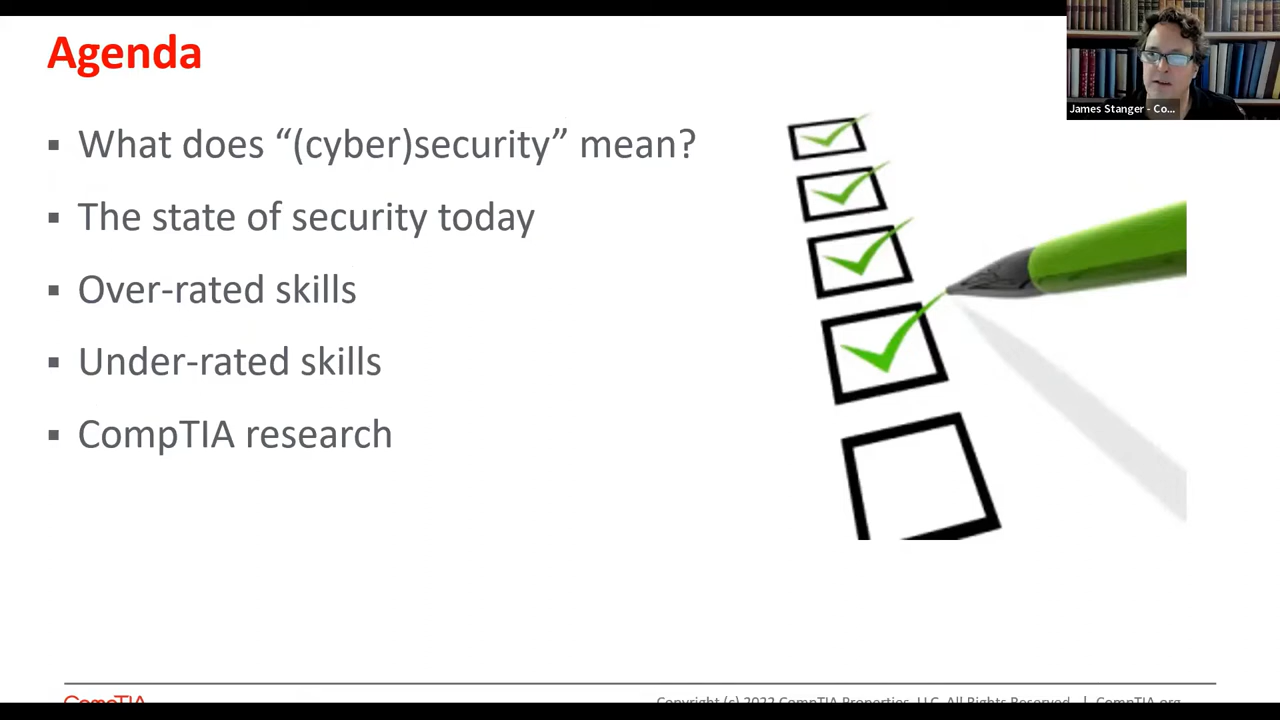 Agenda
▪ What does “(cyber)security” mean?
▪ The state of security today
▪ Over-rated skills
▪ Under-rated skills
▪ CompTIA research
James Stanger - Co...
CompTIA
Copyright (c) 2022 CompTIA Properties, LLC. All Rights Reserved. | CompTIA.org